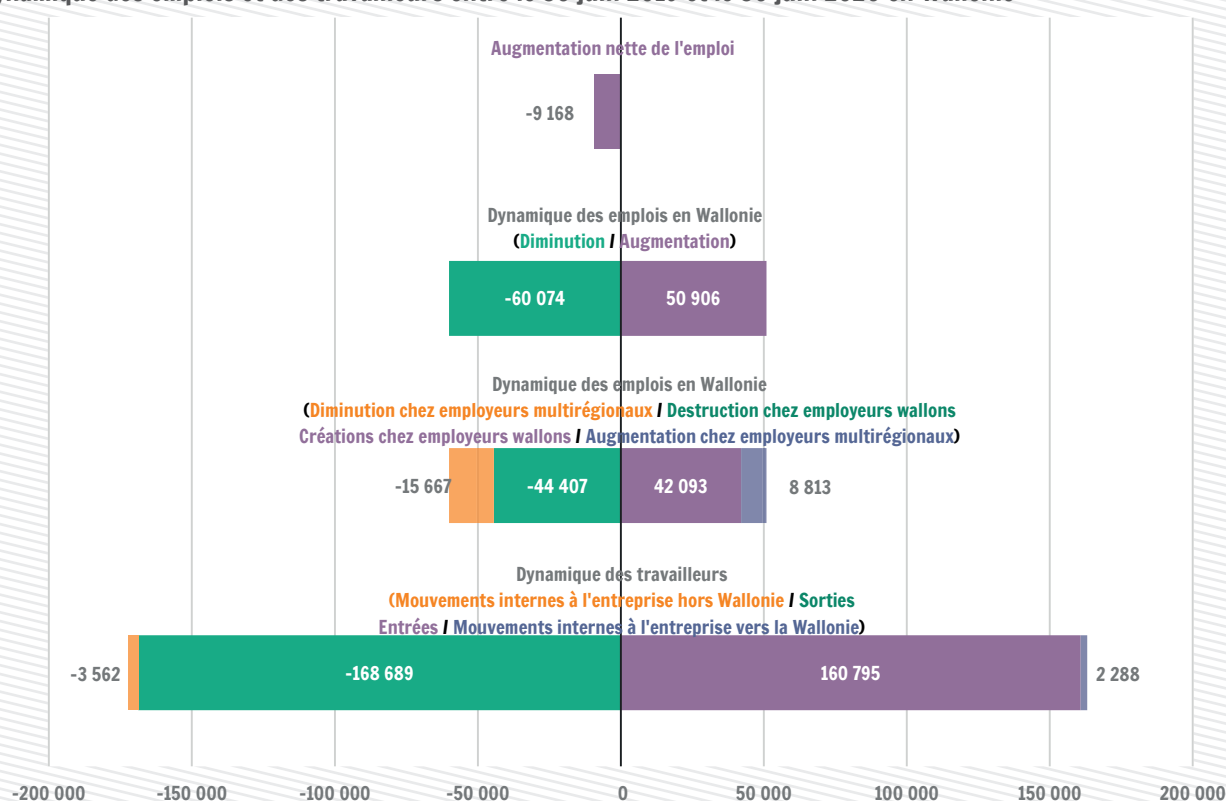 Augmentation nette de l'emploi
-9 168
Dynamique des emplois en Wallonie
(Diminution / Augmentation)
-60 074
50 906
Dynamique des emplois en Wallonie
(Diminution chez employeurs multirégionaux / Destruction chez employeurs wallons
Créations chez employeurs wallons / Augmentation chez employeurs multirégionaux)
-15 667
-44 407
42 093
8 813
Dynamique des travailleurs
(Mouvements internes à l'entreprise hors Wallonie / Sorties
Entrées / Mouvements internes à l'entreprise vers la Wallonie)
-3 562
-168 689
160 795
2 288
-200 000
-150 000
-100 000
-50 000
0
50 000
100 000
150 000
200 000